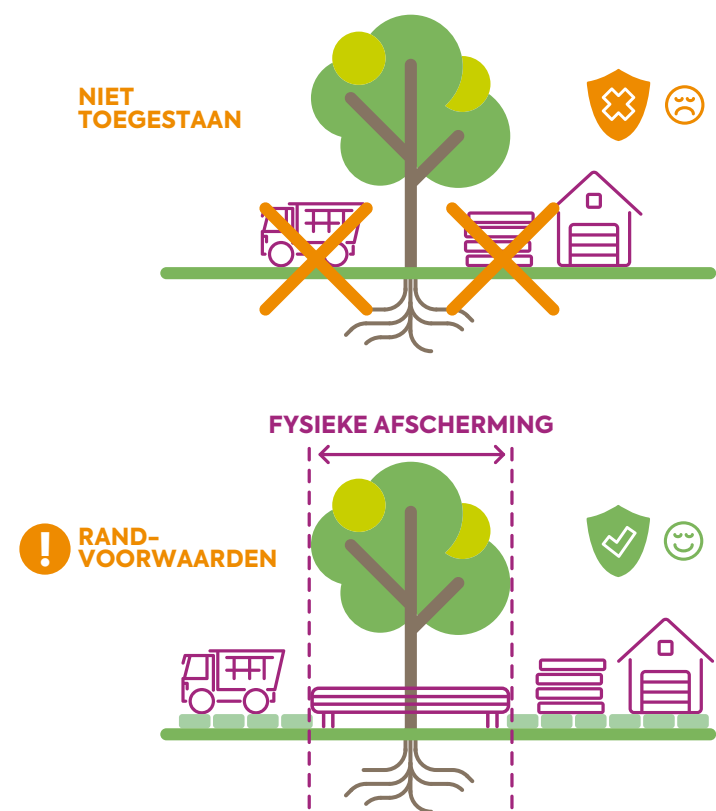 NIET
TOEGESTAAN
FYSIEKE AFSCHERMING
RAND-
VOORWAARDEN